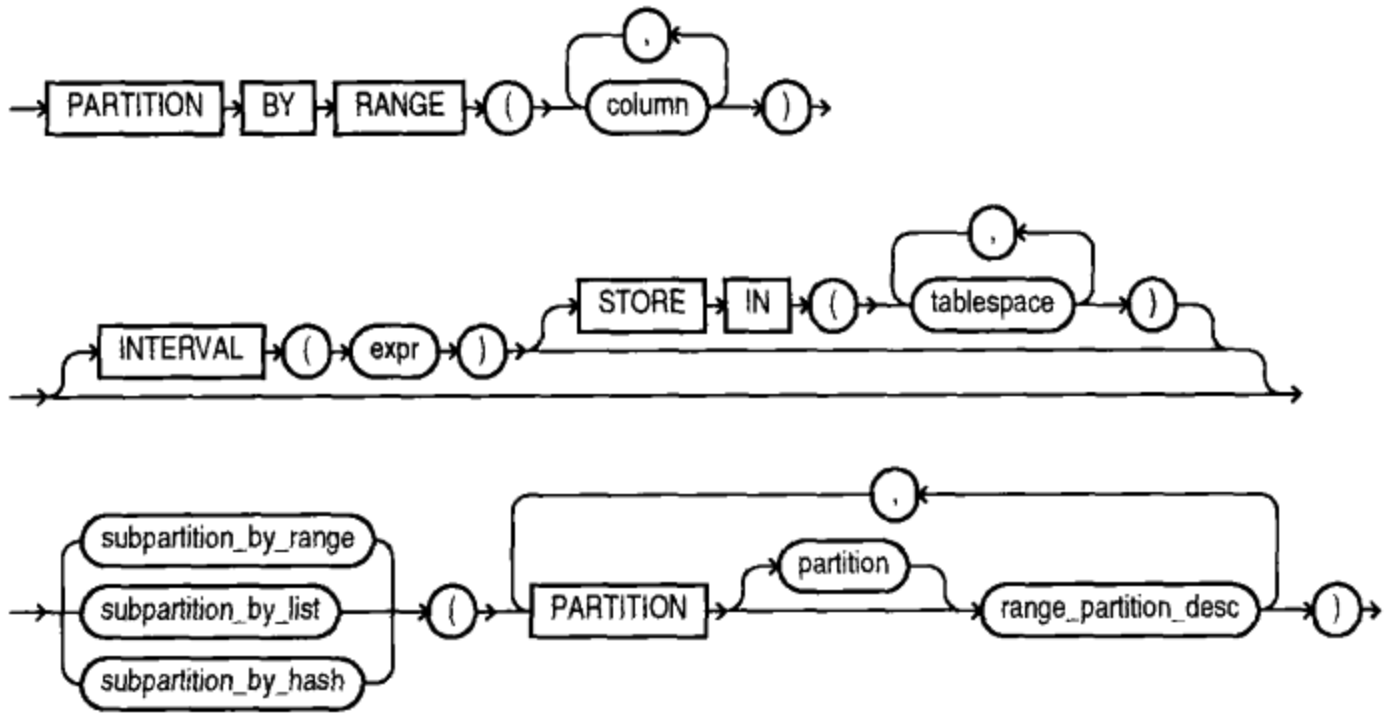 ,
PARTITION BY RANGE ( column )
,
STORE IN ( tablespace )
INTERVAL ( expr )
,
subpartition_by_range
partition
subpartition_by_list ( PARTITION range_partition_desc )
subpartition_by_hash